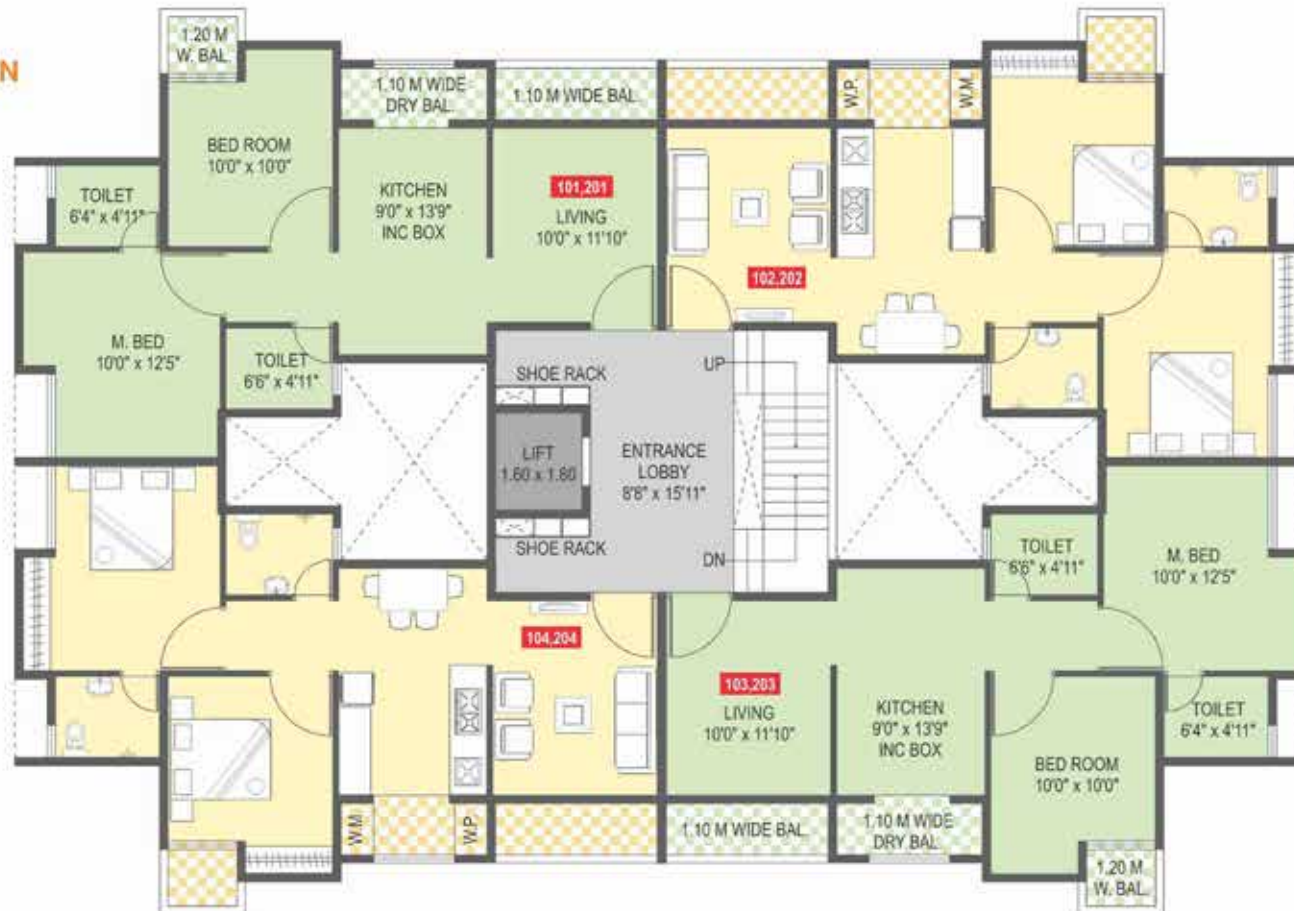 N
1.20 M
W. BAL.
1.10 M WIDE
DRY BAL.
1.10 M WIDE BAL.
W.P.
W.M.
BED ROOM
10'0" x 10'0"
TOILET
6'4" x 4'11"
KITCHEN
9'0" x 13'9"
INC BOX
101,201
LIVING
10'0" x 11'10"
102,202
M. BED
10'0" x 12'5"
TOILET
6'6" x 4'11"
SHOE RACK
UP
LIFT
1.60 x 1.80
ENTRANCE
LOBBY
8'8" x 15'11"
SHOE RACK
DN
TOILET
6'6" x 4'11"
M. BED
10'0" x 12'5"
104,204
103,203
LIVING
10'0" x 11'10"
KITCHEN
9'0" x 13'9"
INC BOX
TOILET
6'4" x 4'11"
BED ROOM
10'0" x 10'0"
W.M.
W.P.
1.10 M WIDE BAL.
1.10 M WIDE
DRY BAL.
1.20 M
W. BAL.